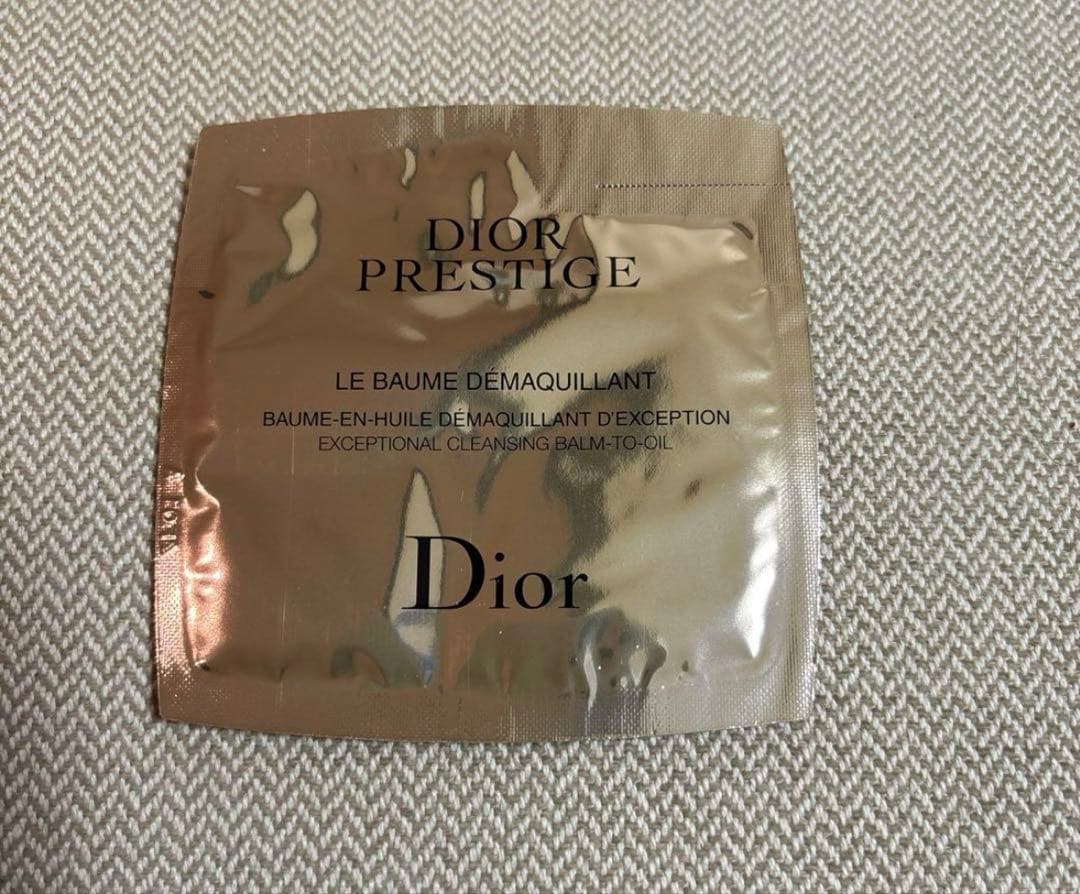 DIOR
PRESTIGE
LE BAUME DÉMAQUILLANT
BAUME-EN-HUILE DÉMAQUILLANT D'EXCEPTION
EXCEPTIONAL CLEANSING BALM-TO-OIL
Dior